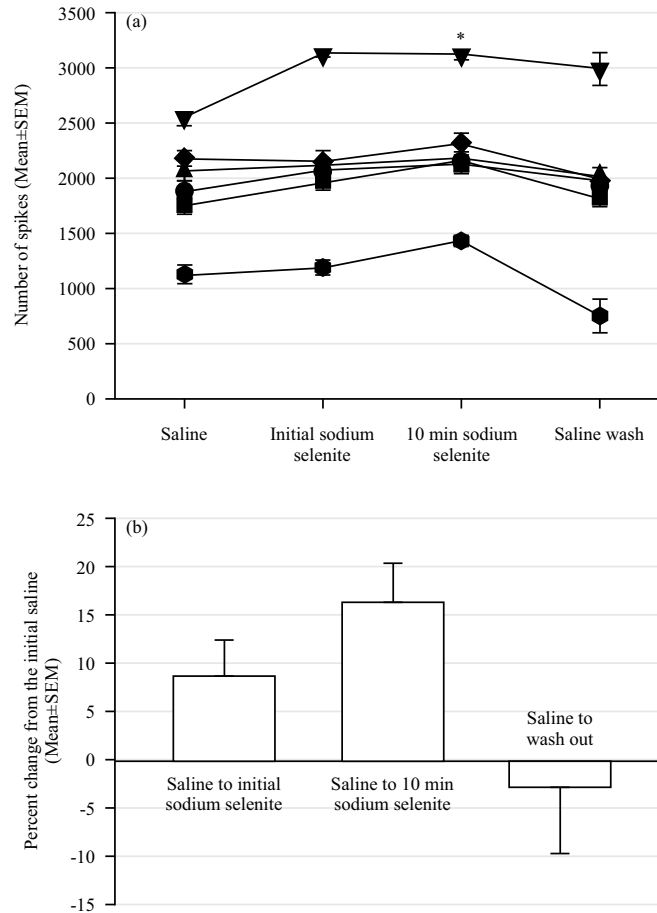 (a)
*
3500
3000
2500
2000
1500
1000
500
0
Number of spikes (Mean±SEM)
Saline
Initial sodium
selenite
10 min sodium
selenite
Saline wash
(b)
25
20
15
10
5
0
-5
-10
-15
Percent change from the initial saline
(Mean±SEM)
Saline to initial
sodium selenite
Saline to 10 min
sodium selenite
Saline to
wash out